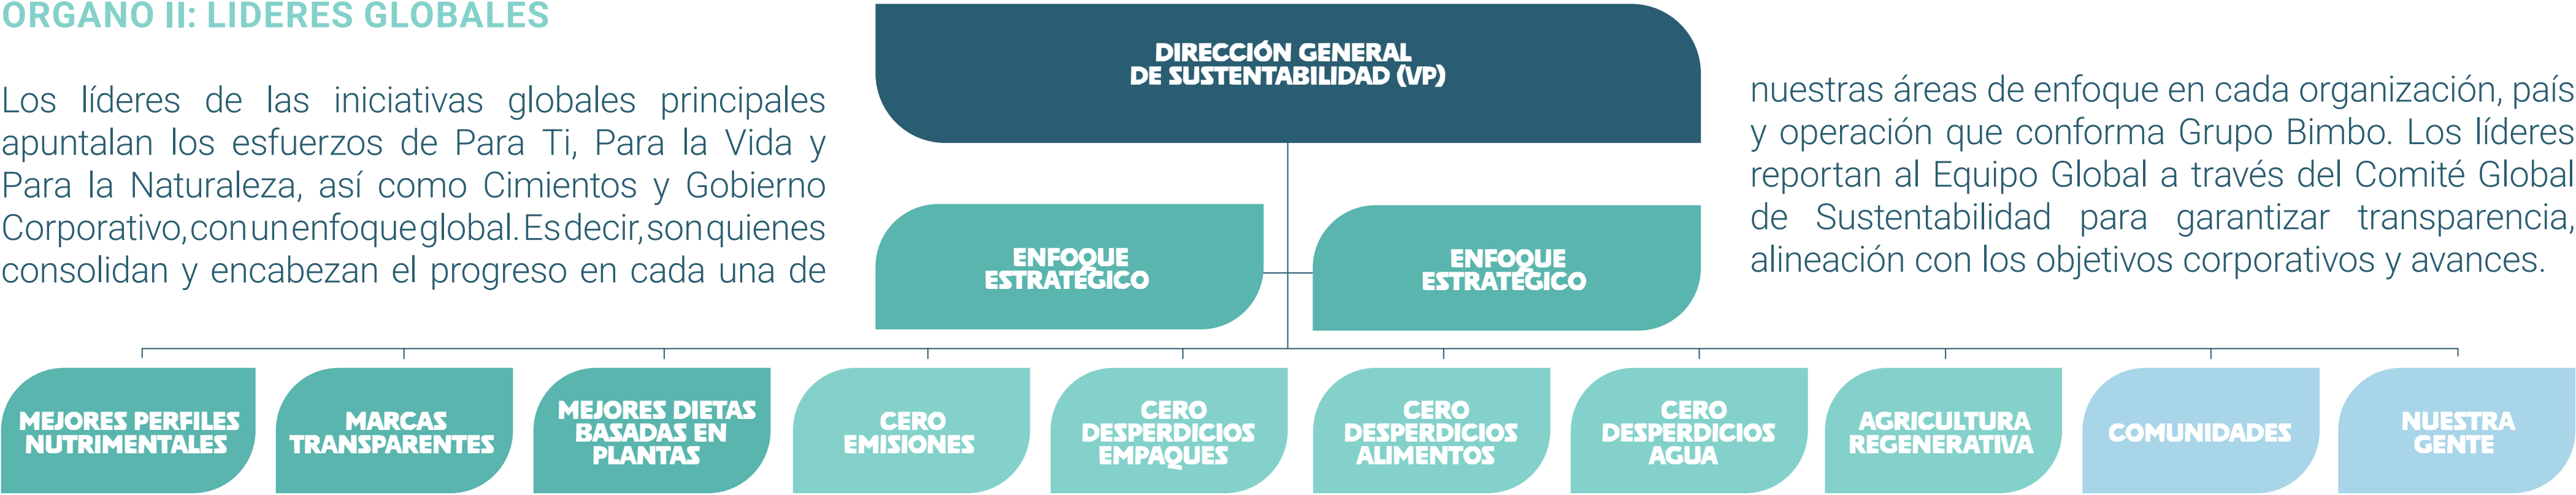 ORGANO II: LIDERES GLOBALES
Los líderes de las iniciativas globales principales
apuntalan los esfuerzos de Para Ti, Para la Vida y
Para la Naturaleza, así como Cimientos y Gobierno
Corporativo, con un enfoque global. Es decir, son quienes
consolidan y encabezan el progreso en cada una de
DIRECCIÓN GENERAL
DE SUSTENTABILIDAD (VP)
ENFOQUE
ESTRATÉGICO
ENFOQUE
ESTRATÉGICO
nuestras áreas de enfoque en cada organización, país
y operación que conforma Grupo Bimbo. Los líderes
reportan al Equipo Global a través del Comité Global
de Sustentabilidad para garantizar transparencia,
alineación con los objetivos corporativos y avances.
MEJORES PERFILES
NUTRIMENTALES
MARCAS
TRANSPARENTES
MEJORES DIETAS
BASADAS EN
PLANTAS
CERO
EMISIONES
CERO
DESPERDICIOS
EMPAQUES
CERO
DESPERDICIOS
ALIMENTOS
CERO
DESPERDICIOS
AGUA
AGRICULTURA
REGENERATIVA
COMUNIDADES
NUESTRA
GENTE